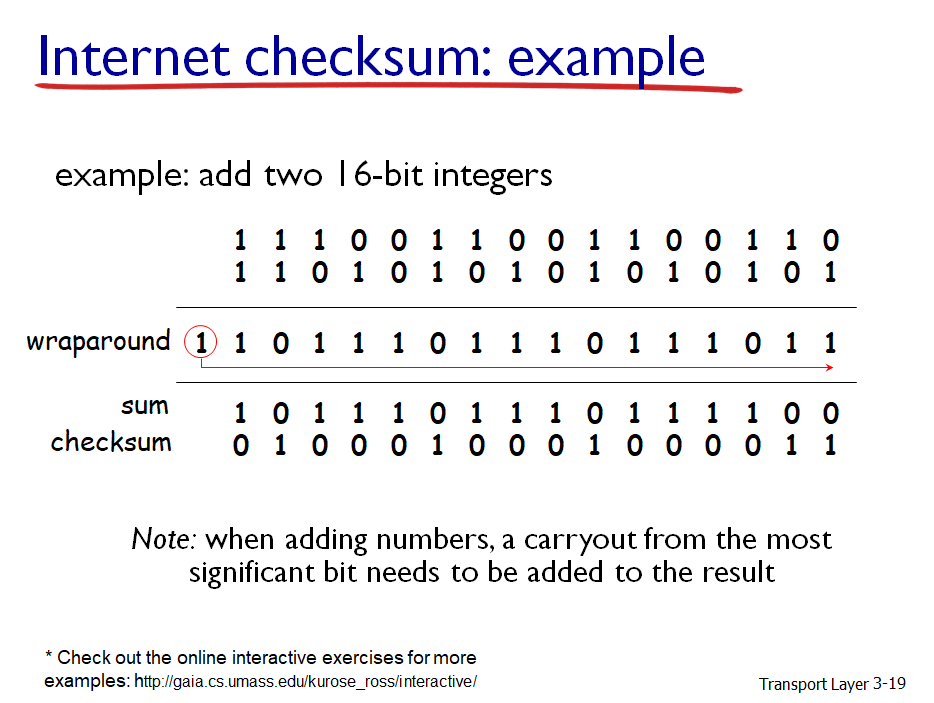 Internet checksum: example
example: add two 16-bit integers
1 1 1 0 0 1 1 0 0 1 1 0 0 1 1 0
1 1 0 1 0 1 0 1 0 1 0 1 0 1 0 1
wraparound 1 1 0 1 1 1 0 1 1 1 0 1 1 1 0 1 1
sum 1 0 1 1 1 0 1 1 1 0 1 1 1 1 0 0
checksum 0 1 0 0 0 1 0 0 0 1 0 0 0 0 1 1
Note: when adding numbers, a carryout from the most
significant bit needs to be added to the result
* Check out the online interactive exercises for more
examples: http://gaia.cs.umass.edu/kurose_ross/interactive/
Transport Layer 3-19